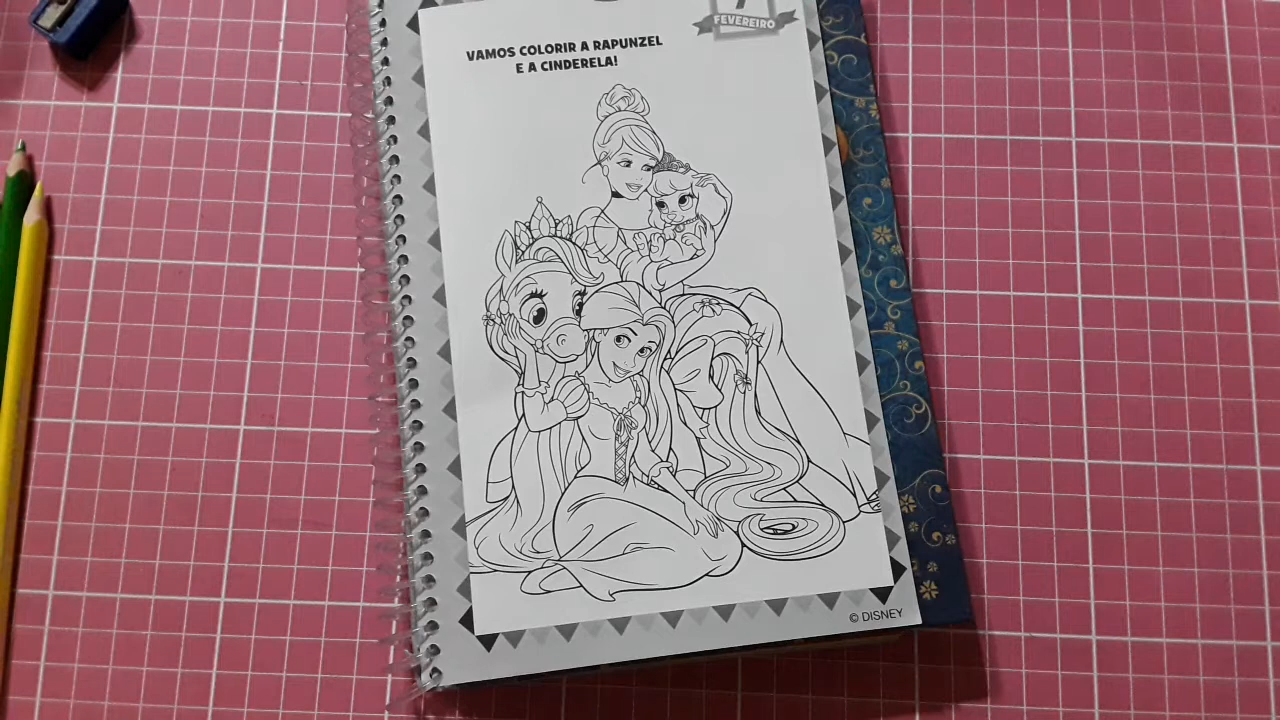 FEVEREIRO
VAMOS COLORIR A RAPUNZEL
E A CINDERELA!
© DISNEY